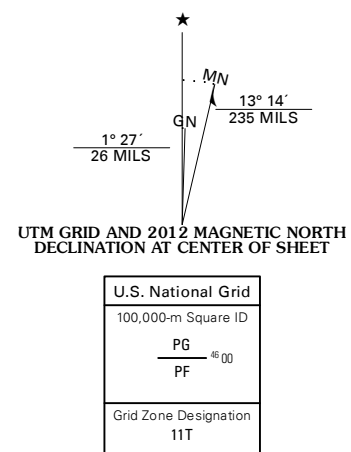 ★
MN
GN
13° 14´
235 MILS
1° 27´
26 MILS
UTM GRID AND 2012 MAGNETIC NORTH
DECLINATION AT CENTER OF SHEET
U.S. National Grid
100,000-m Square ID
PG
46 00
PF
Grid Zone Designation
11T